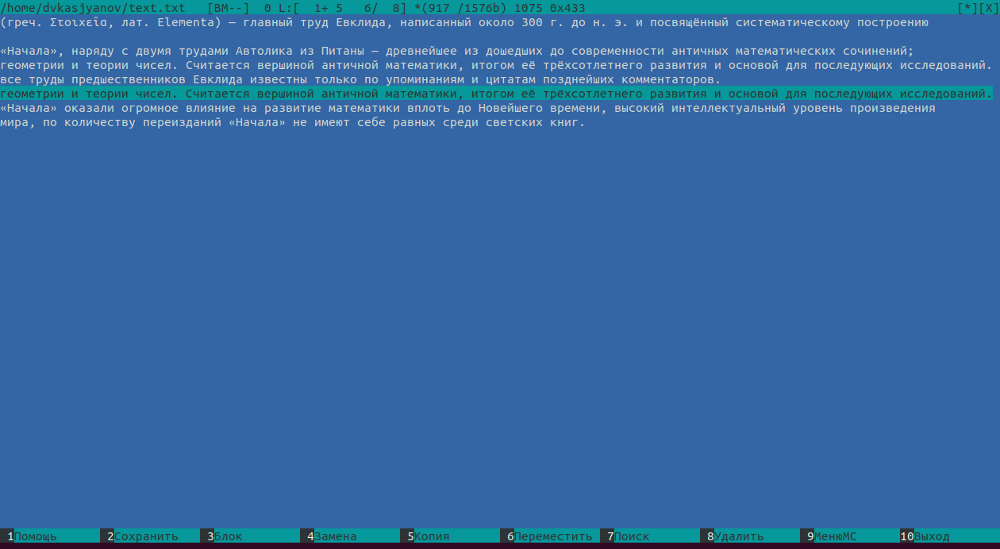 /home/dvkasjyanov/text.txt   [BM--]  0 L:[  1+ 5   6/  8] *(917 /1576b) 1075 0x433 [*][X]
(греч. Στοιχεῖα, лат. Elementa) — главный труд Евклида, написанный около 300 г. до н. э. и посвящённый систематическому построению
«Начала», наряду с двумя трудами Автолика из Питаны — древнейшее из дошедших до современности античных математических сочинений;
геометрии и теории чисел. Считается вершиной античной математики, итогом её трёхсотлетнего развития и основой для последующих исследований.
все труды предшественников Евклида известны только по упоминаниям и цитатам позднейших комментаторов.
геометрии и теории чисел. Считается вершиной античной математики, итогом её трёхсотлетнего развития и основой для последующих исследований.
«Начала» оказали огромное влияние на развитие математики вплоть до Новейшего времени, высокий интеллектуальный уровень произведения
мира, по количеству переизданий «Начала» не имеют себе равных среди светских книг.
1Помощь 2Сохранить 3Блок 4Замена 5Копия 6Переместить 7Поиск 8Удалить 9МенюMC 10Выход